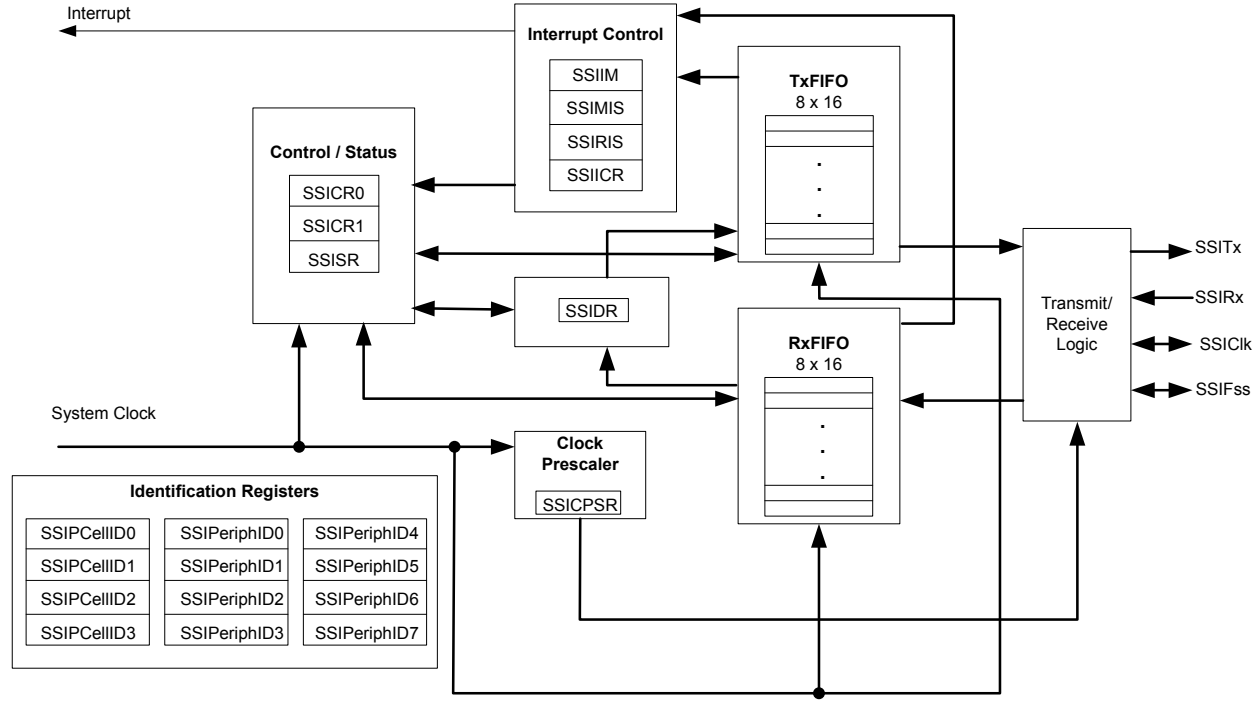 Interrupt
Interrupt Control
SSIIM
SSIMIS
SSIRIS
SSIICR
TxFIFO
8 x 16
.
.
.
Control / Status
SSICR0
SSICR1
SSISR
SSIDR
RxFIFO
8 x 16
.
.
.
Transmit/
Receive
Logic
SSITx
SSIRx
SSIClk
SSIFss
System Clock
Clock
Prescaler
SSICPSR
Identification Registers
SSIPCellID0 SSIPeriphID0 SSIPeriphID4
SSIPCellID1 SSIPeriphID1 SSIPeriphID5
SSIPCellID2 SSIPeriphID2 SSIPeriphID6
SSIPCellID3 SSIPeriphID3 SSIPeriphID7